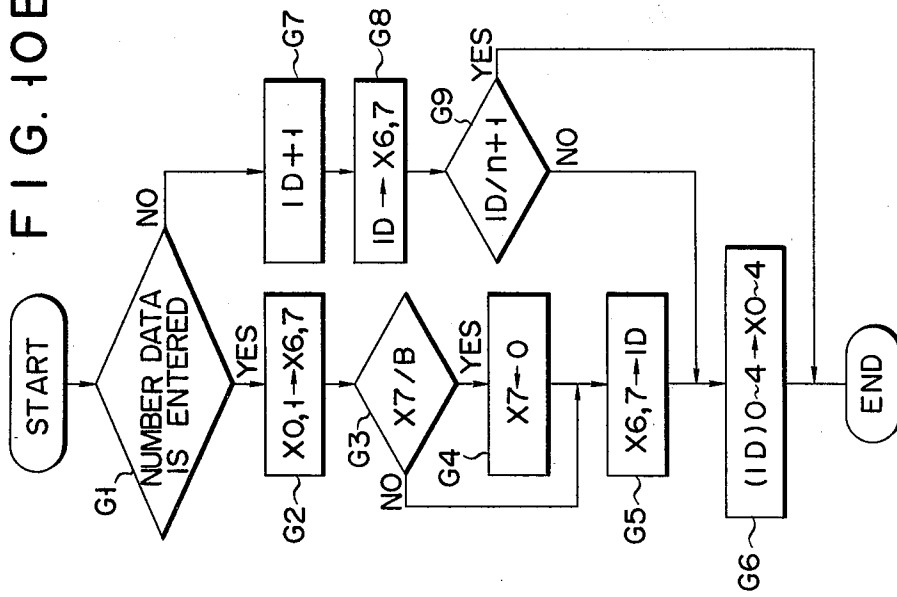 FIG. 10E
START
G1
NUMBER DATA
IS ENTERED
NO
YES
G2
X0,1→X6,7
G3
X7/B
NO
YES
G4
X7←0
G5
X6,7→ID
G6
(ID)0~4→X0~4
END
G7
ID+1
G8
ID→X6,7
G9
ID/n+1
YES
NO